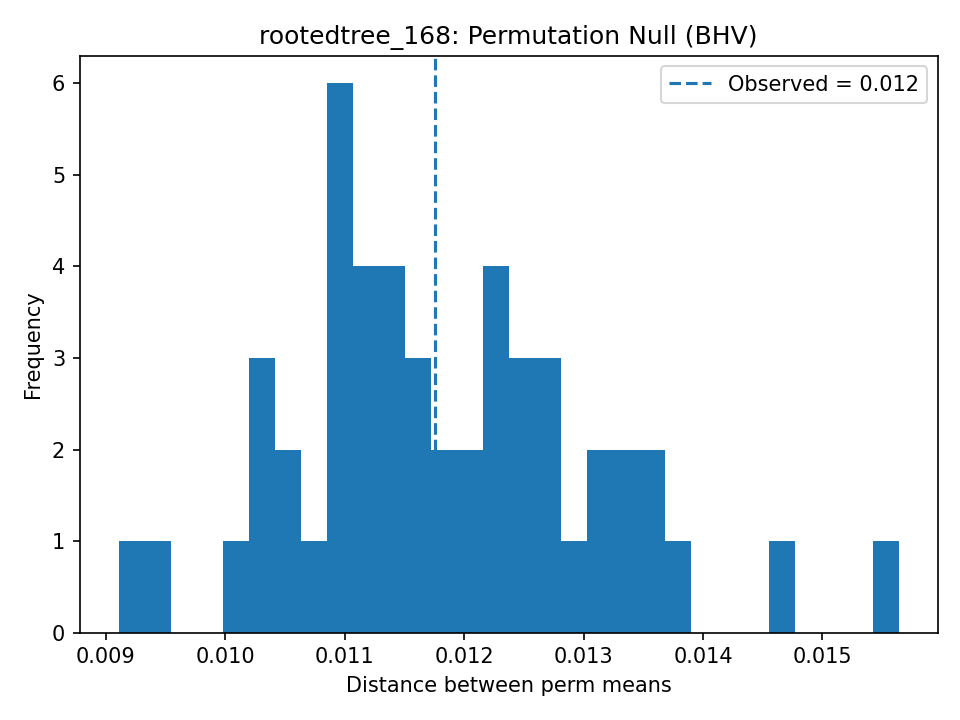 rootedtree_168: Permutation Null (BHV)
Observed = 0.012
6
5
4
3
2
1
0
Frequency
0.009 0.010 0.011 0.012 0.013 0.014 0.015
Distance between perm means